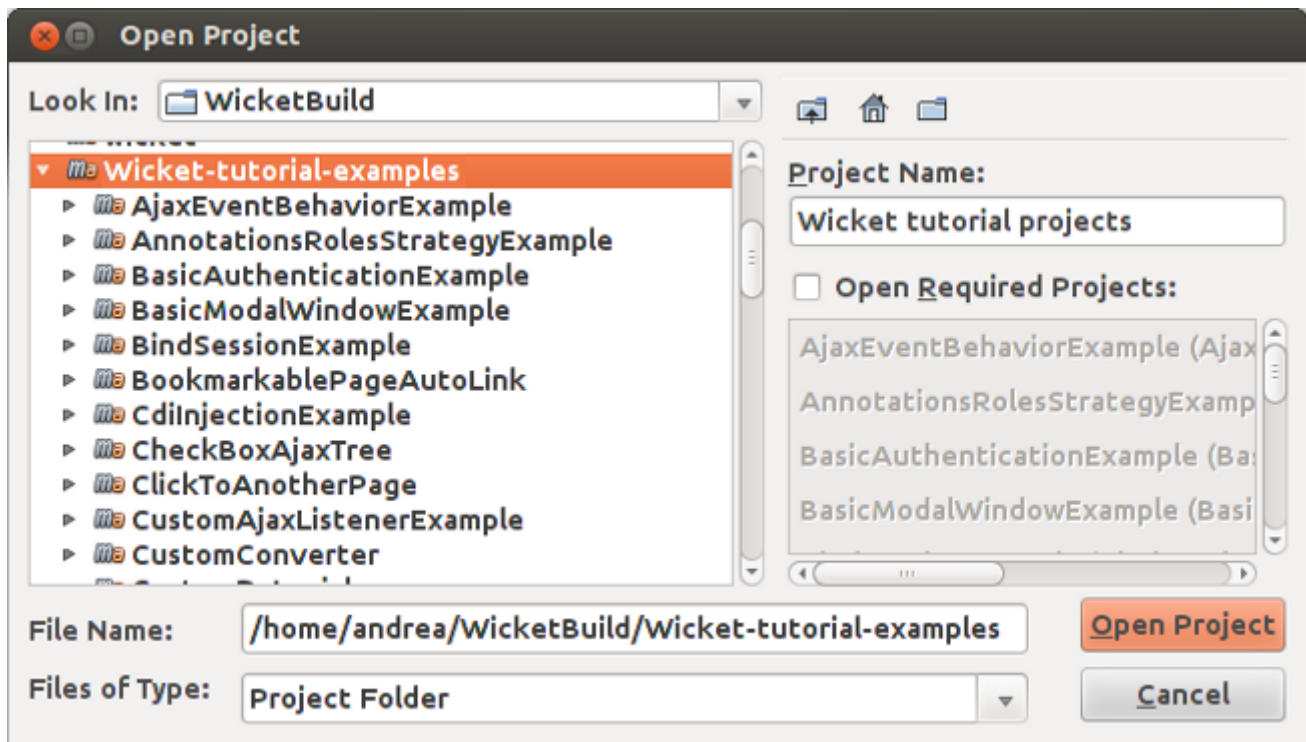 Open Project
Look In: WicketBuild
Wicket-tutorial-examples
AjaxEventBehaviorExample
AnnotationsRolesStrategyExample
BasicAuthenticationExample
BasicModalWindowExample
BindSessionExample
BookmarkablePageAutoLink
CdiInjectionExample
CheckBoxAjaxTree
ClickToAnotherPage
CustomAjaxListenerExample
CustomConverter
Project Name:
Wicket tutorial projects
Open Required Projects:
AjaxEventBehaviorExample (Ajax
AnnotationsRolesStrategyExamp
BasicAuthenticationExample (Bas
BasicModalWindowExample (Basi
File Name: /home/andrea/WicketBuild/Wicket-tutorial-examples
Open Project
Files of Type: Project Folder
Cancel